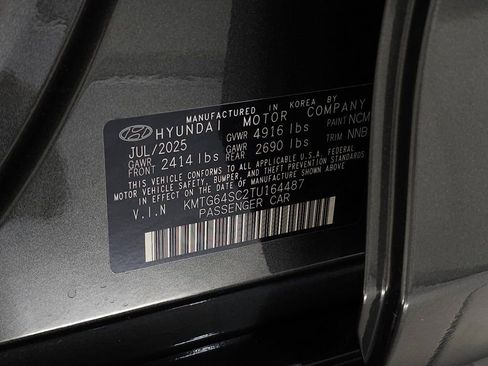 MANUFACTURED IN KOREA BY
HYUNDAI MOTOR COMPANY
JUL/2025 GVWR 4916 lbs PAINT NCM
GAWR FRONT 2414 lbs GAWR REAR 2690 lbs TRIM NNB
THIS VEHICLE CONFORMS TO ALL APPLICABLE U.S.A. FEDERAL
MOTOR VEHICLE SAFETY, BUMPER, AND THEFT PREVENTION STANDARDS
IN EFFECT ON THE DATE OF MANUFACTURE SHOWN ABOVE
V.I.N KMTG64SC2TU164487
PASSENGER CAR